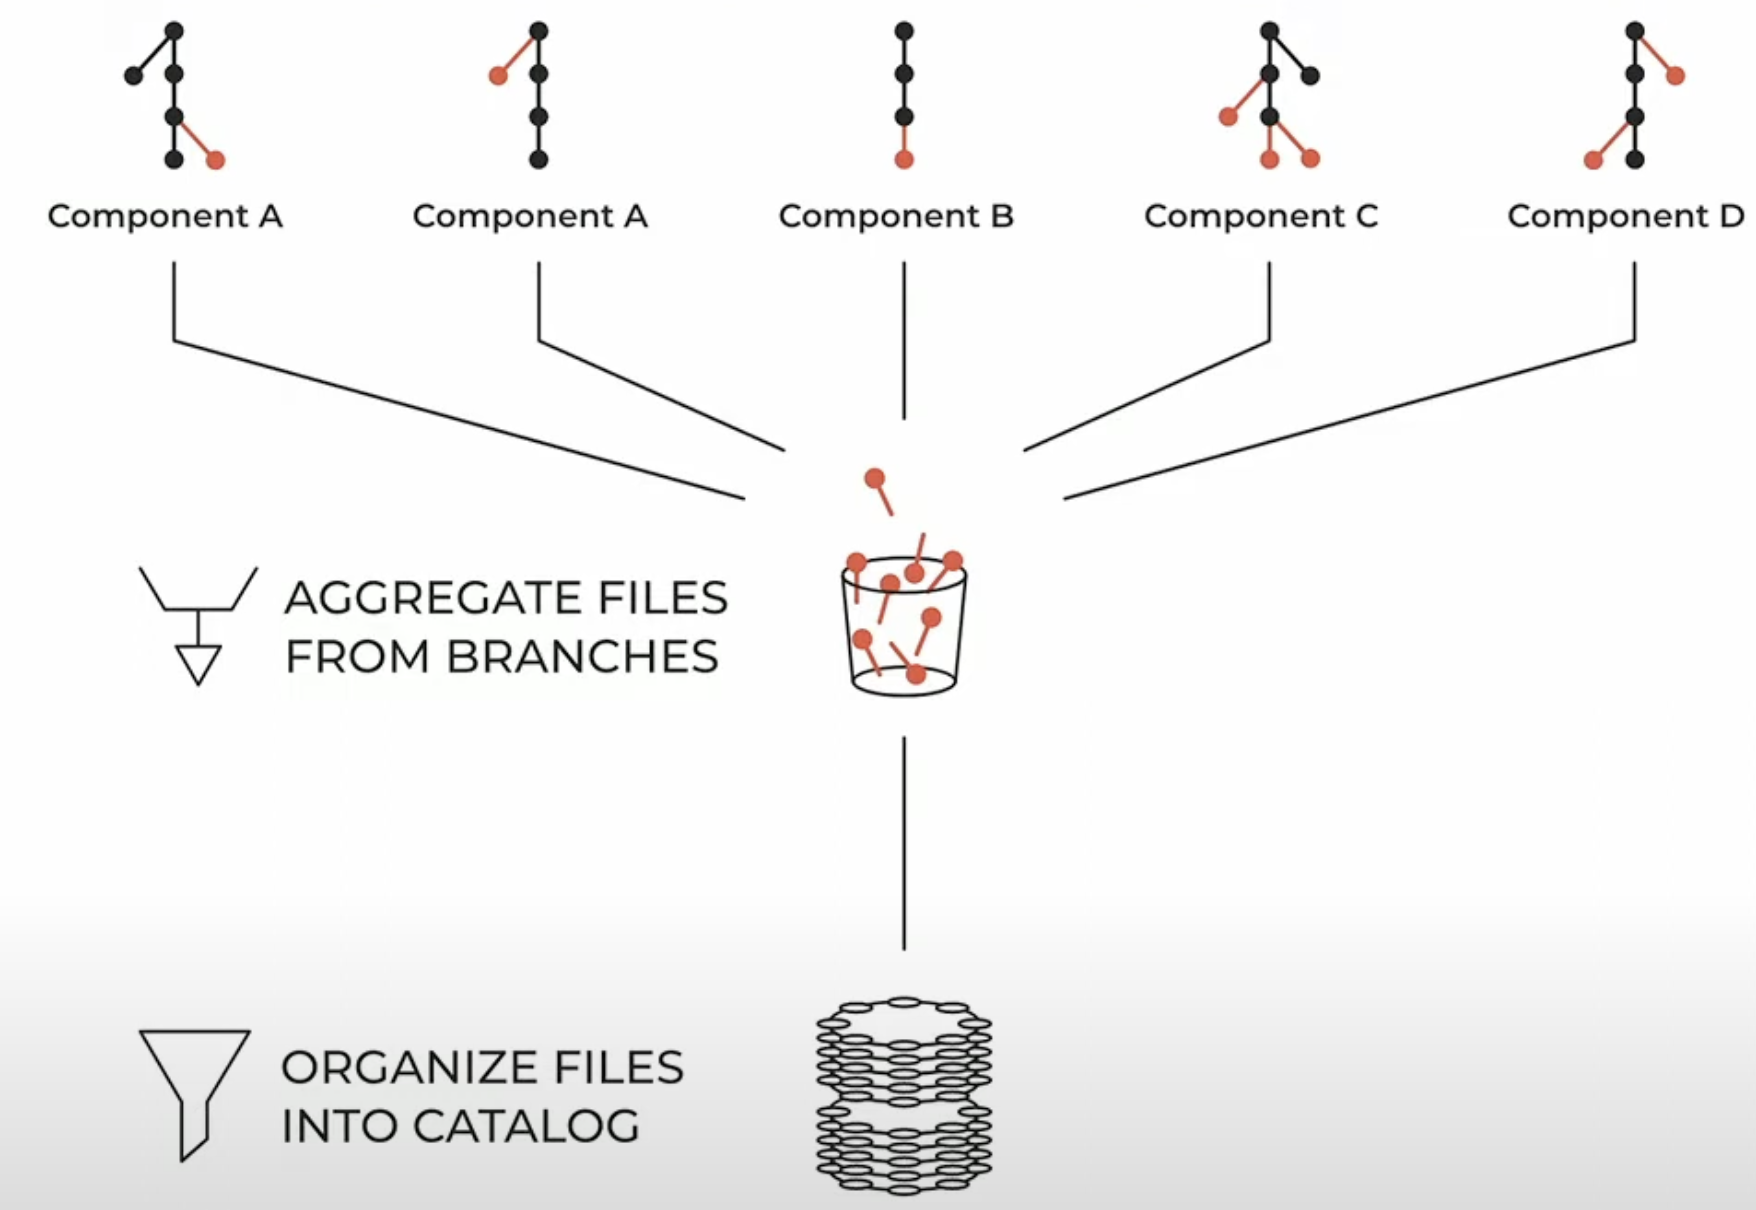 Component A
Component A
Component B
Component C
Component D
AGGREGATE FILES
FROM BRANCHES
ORGANIZE FILES
INTO CATALOG